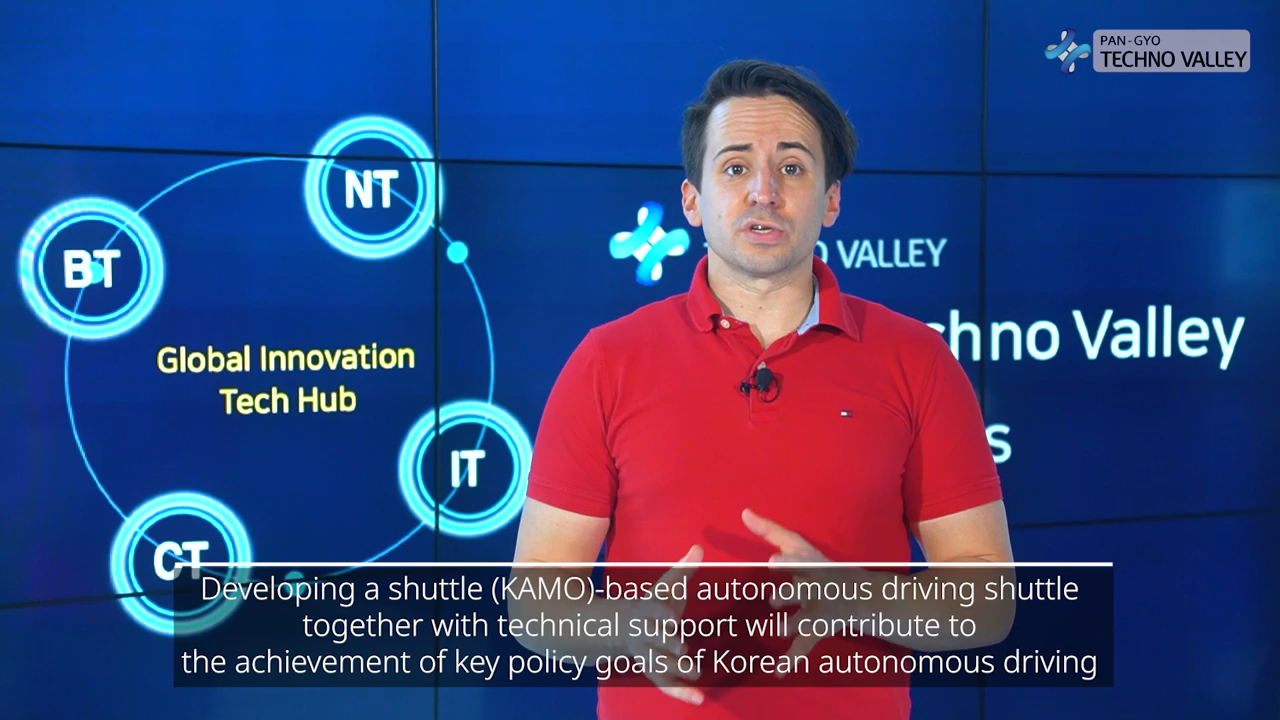 PAN-GYO
TECHNO VALLEY
NT
BT
VALLEY
Global Innovation
Tech Hub
Valley
IT
CT
Developing a shuttle (KAMO)-based autonomous driving shuttle
together with technical support will contribute to
the achievement of key policy goals of Korean autonomous driving